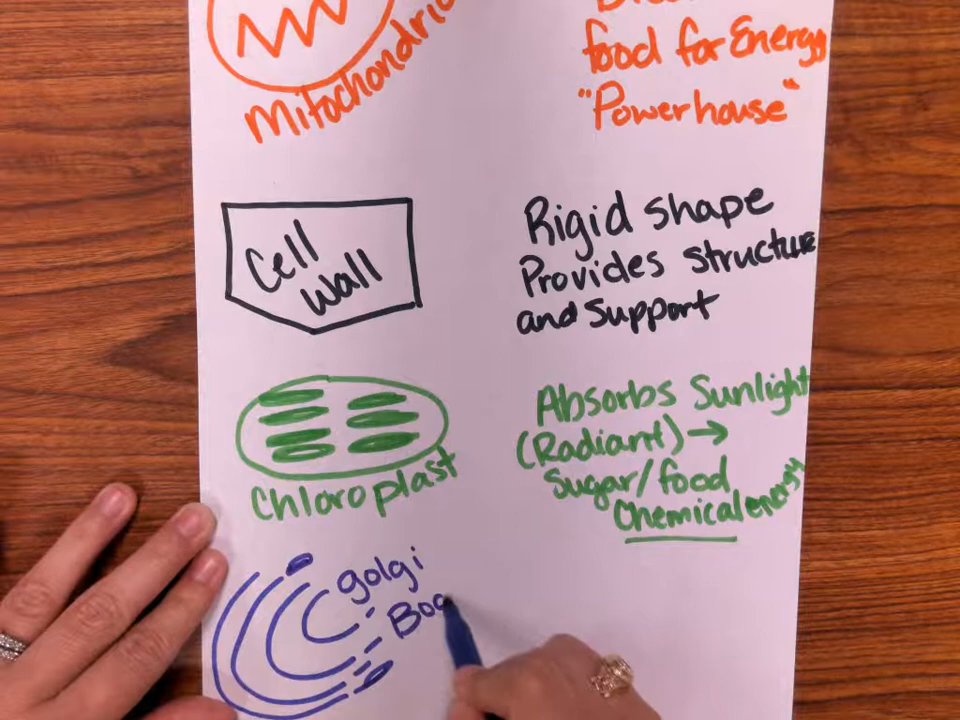 Mitochondria
food for Energy
"Powerhouse"
Cell
Wall
Rigid shape
Provides structure
and support
Chloroplast
Absorbs Sunlight
(Radiant) →
Sugar/food
Chemical energy
golgi